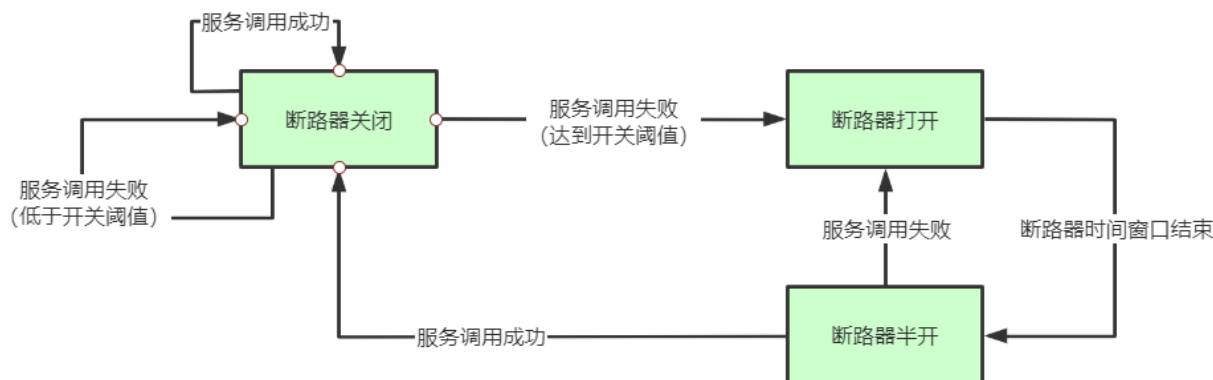 服务调用成功
断路器关闭
服务调用失败
（达到开关阈值）
断路器打开
服务调用失败
（低于开关阈值）
服务调用失败
断路器时间窗口结束
服务调用成功
断路器半开